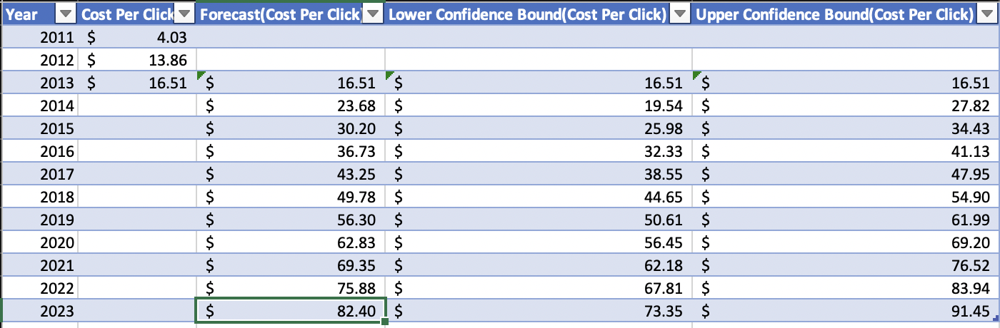 Year Cost Per Click Forecast(Cost Per Click) Lower Confidence Bound(Cost Per Click) Upper Confidence Bound(Cost Per Click)
2011 $ 4.03
2012 $ 13.86
2013 $ 16.51 $ 16.51 $ 16.51 $ 16.51
2014 $ 23.68 $ 19.54 $ 27.82
2015 $ 30.20 $ 25.98 $ 34.43
2016 $ 36.73 $ 32.33 $ 41.13
2017 $ 43.25 $ 38.55 $ 47.95
2018 $ 49.78 $ 44.65 $ 54.90
2019 $ 56.30 $ 50.61 $ 61.99
2020 $ 62.83 $ 56.45 $ 69.20
2021 $ 69.35 $ 62.18 $ 76.52
2022 $ 75.88 $ 67.81 $ 83.94
2023 $ 82.40 $ 73.35 $ 91.45